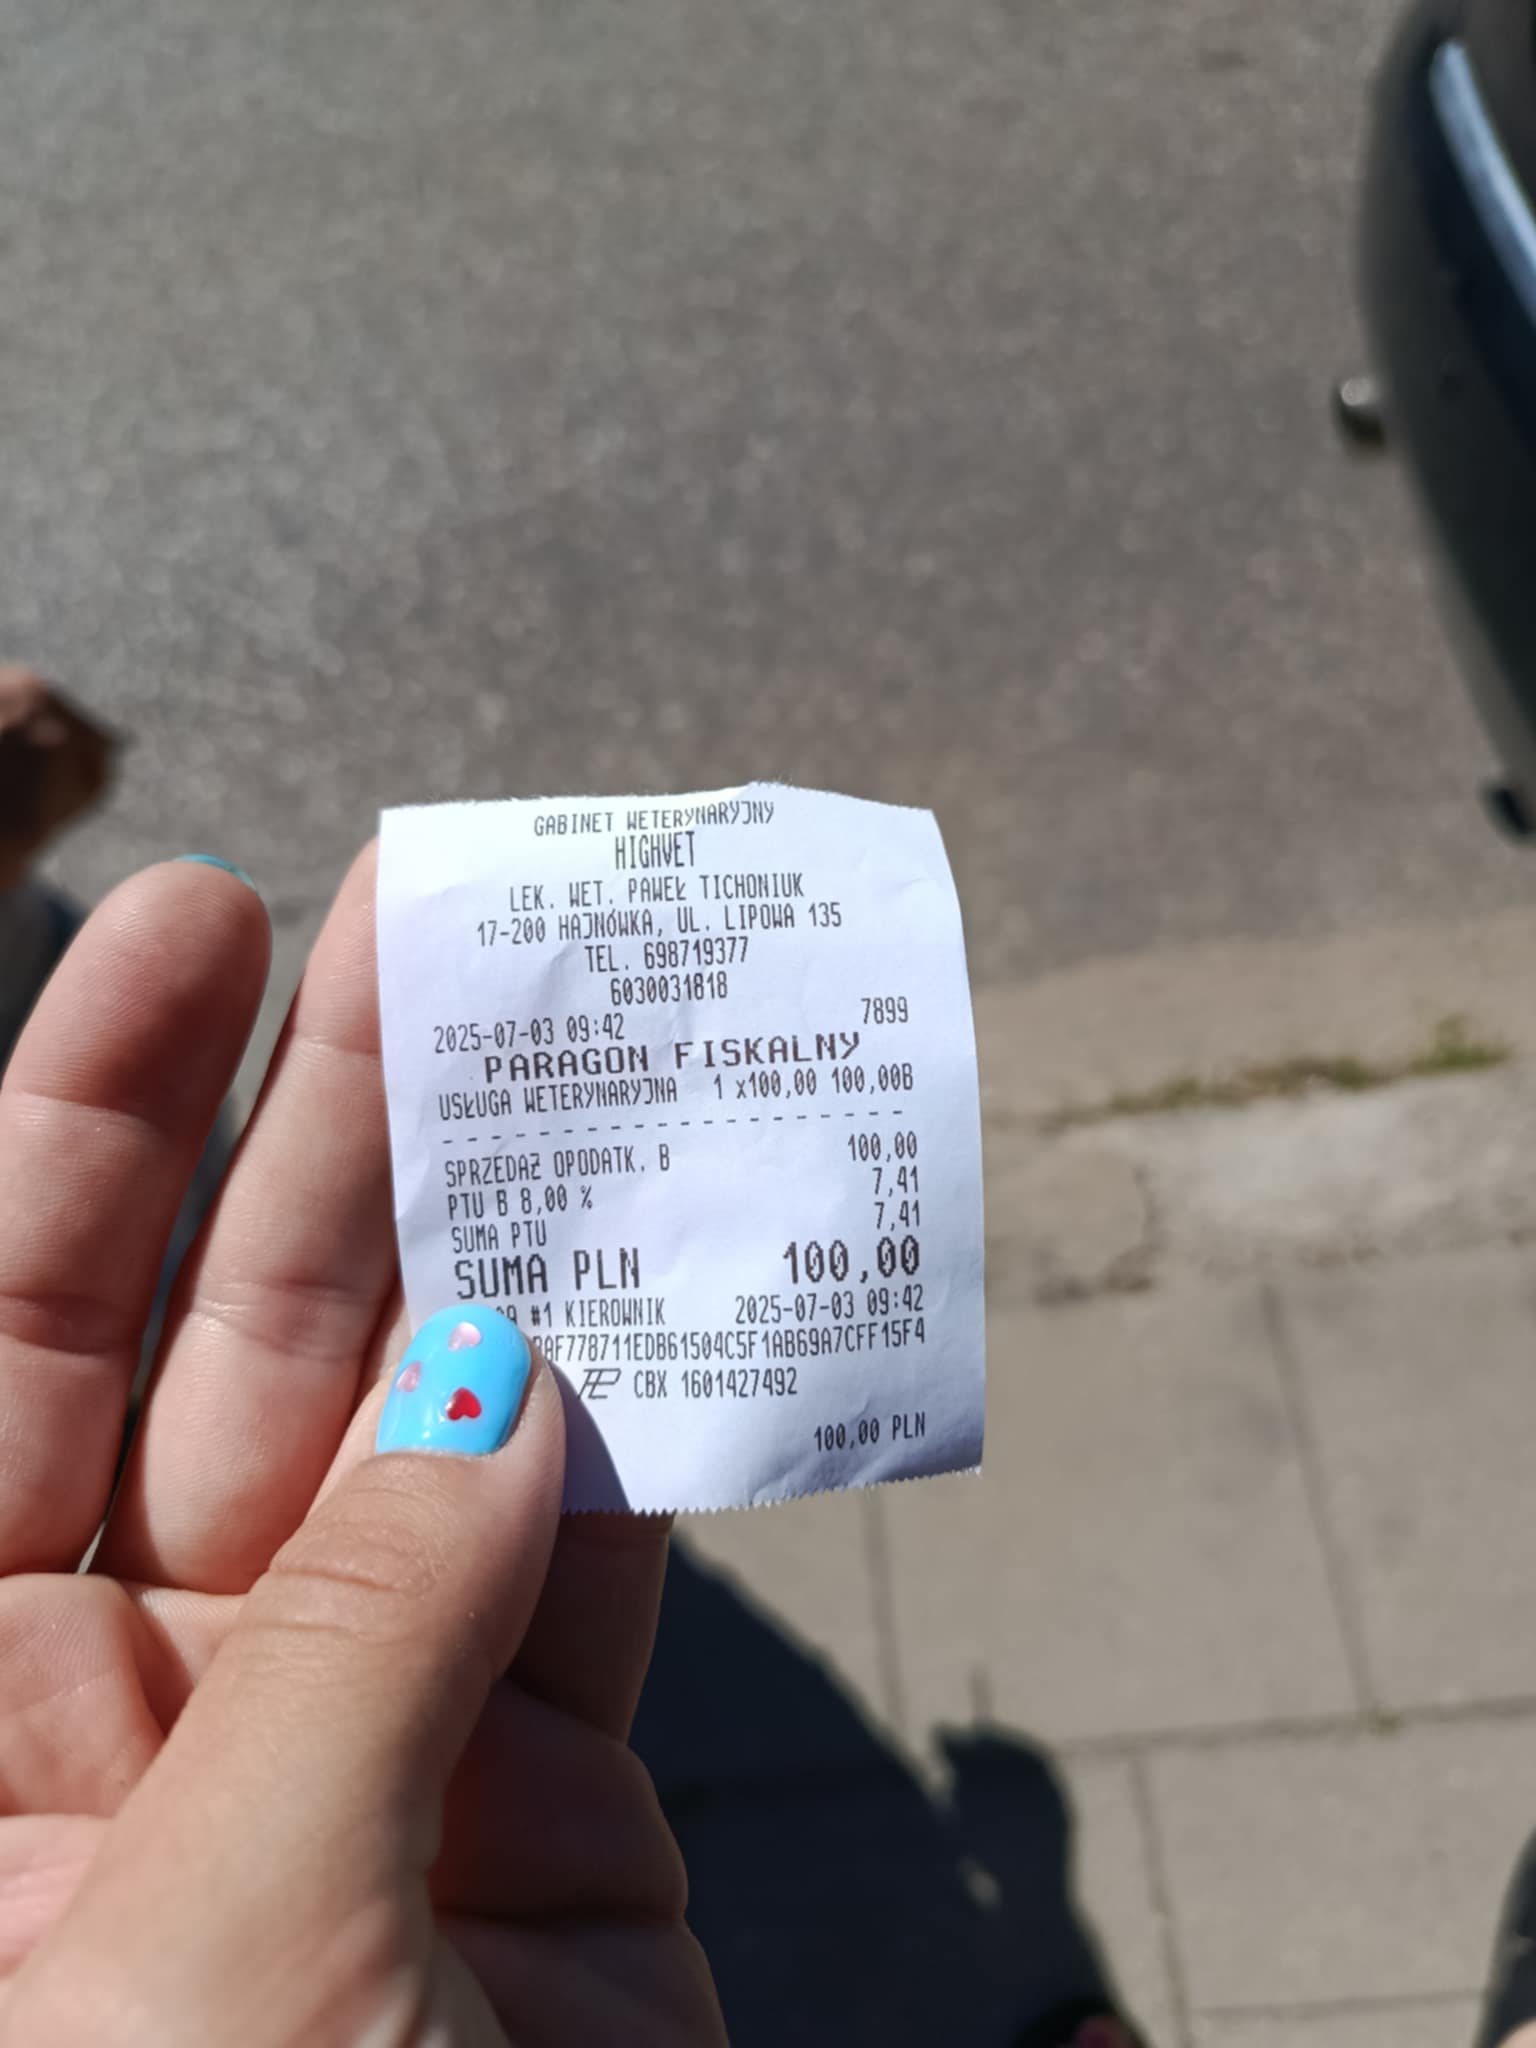 GABINET WETERYNARYJNY
HIGHVET
LEK. WET. PAWEŁ TICHONIUK
17-200 HAJNÓWKA, UL. LIPOWA 135
TEL. 698719377
6030031818
2025-07-03 09:42 7899
PARAGON FISKALNY
USŁUGA WETERYNARYJNA 1 x100,00 100,00B
SPRZEDAŻ OPODATK. B 100,00
PTU B 8,00 % 7,41
SUMA PTU 7,41
SUMA PLN 100,00
#1 KIEROWNIK 2025-07-03 09:42
AF778711EDB61504C5F1AB69A7CFF15F4
CBX 1601427492
100,00 PLN